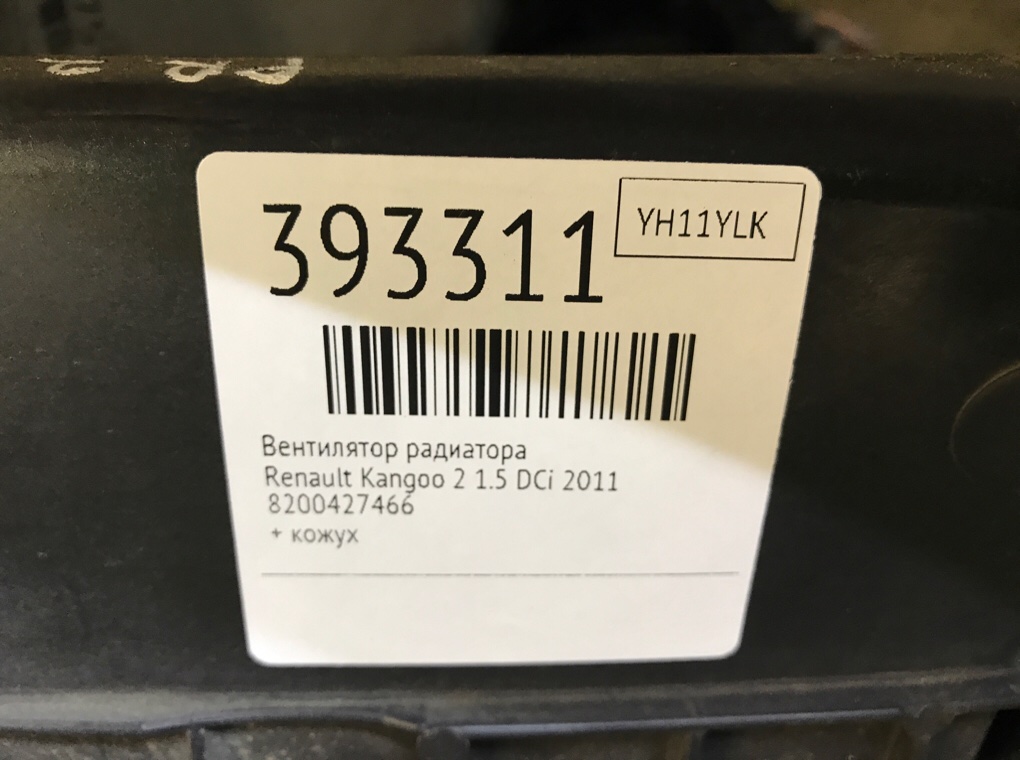 393311
YH11YLK
Вентилятор радиатора
Renault Kangoo 2 1.5 DCi 2011
8200427466
+ кожух